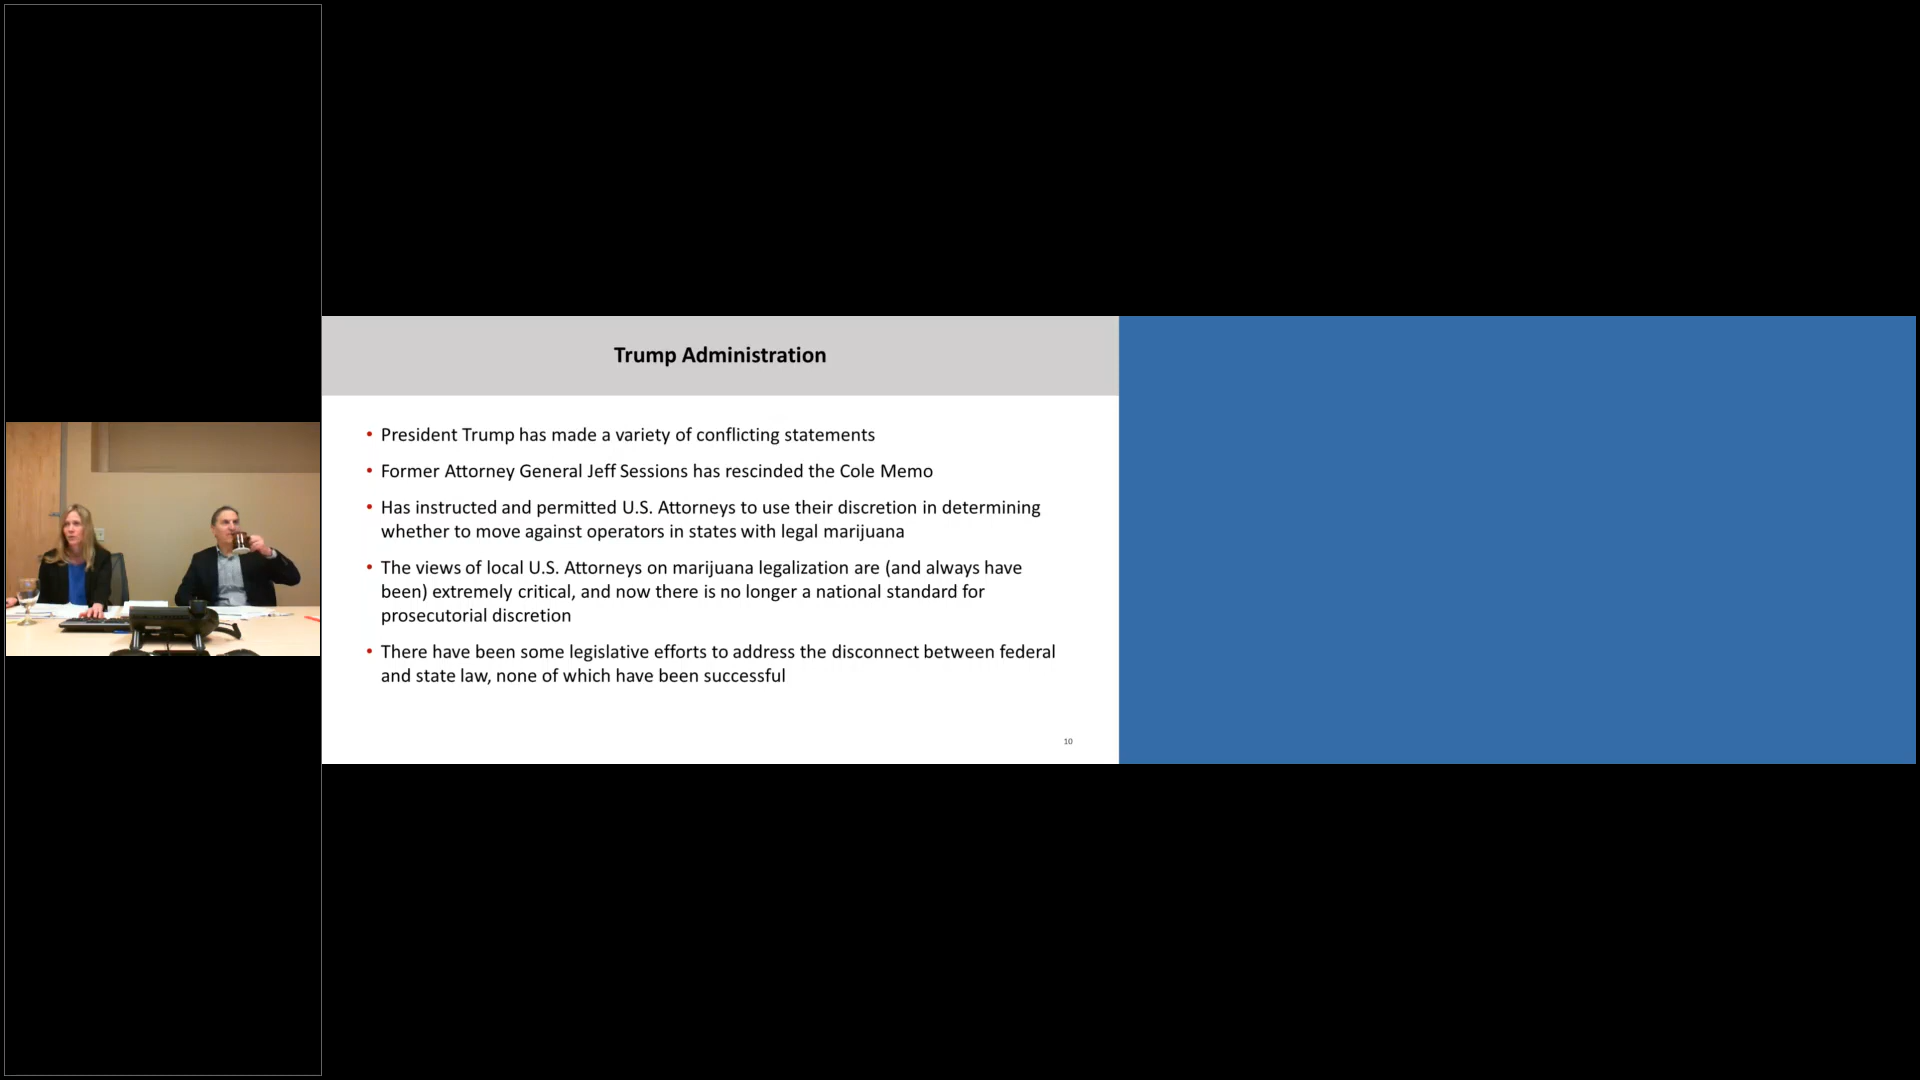 Trump Administration
• President Trump has made a variety of conflicting statements
• Former Attorney General Jeff Sessions has rescinded the Cole Memo
• Has instructed and permitted U.S. Attorneys to use their discretion in determining
whether to move against operators in states with legal marijuana
• The views of local U.S. Attorneys on marijuana legalization are (and always have
been) extremely critical, and now there is no longer a national standard for
prosecutorial discretion
• There have been some legislative efforts to address the disconnect between federal
and state law, none of which have been successful
10